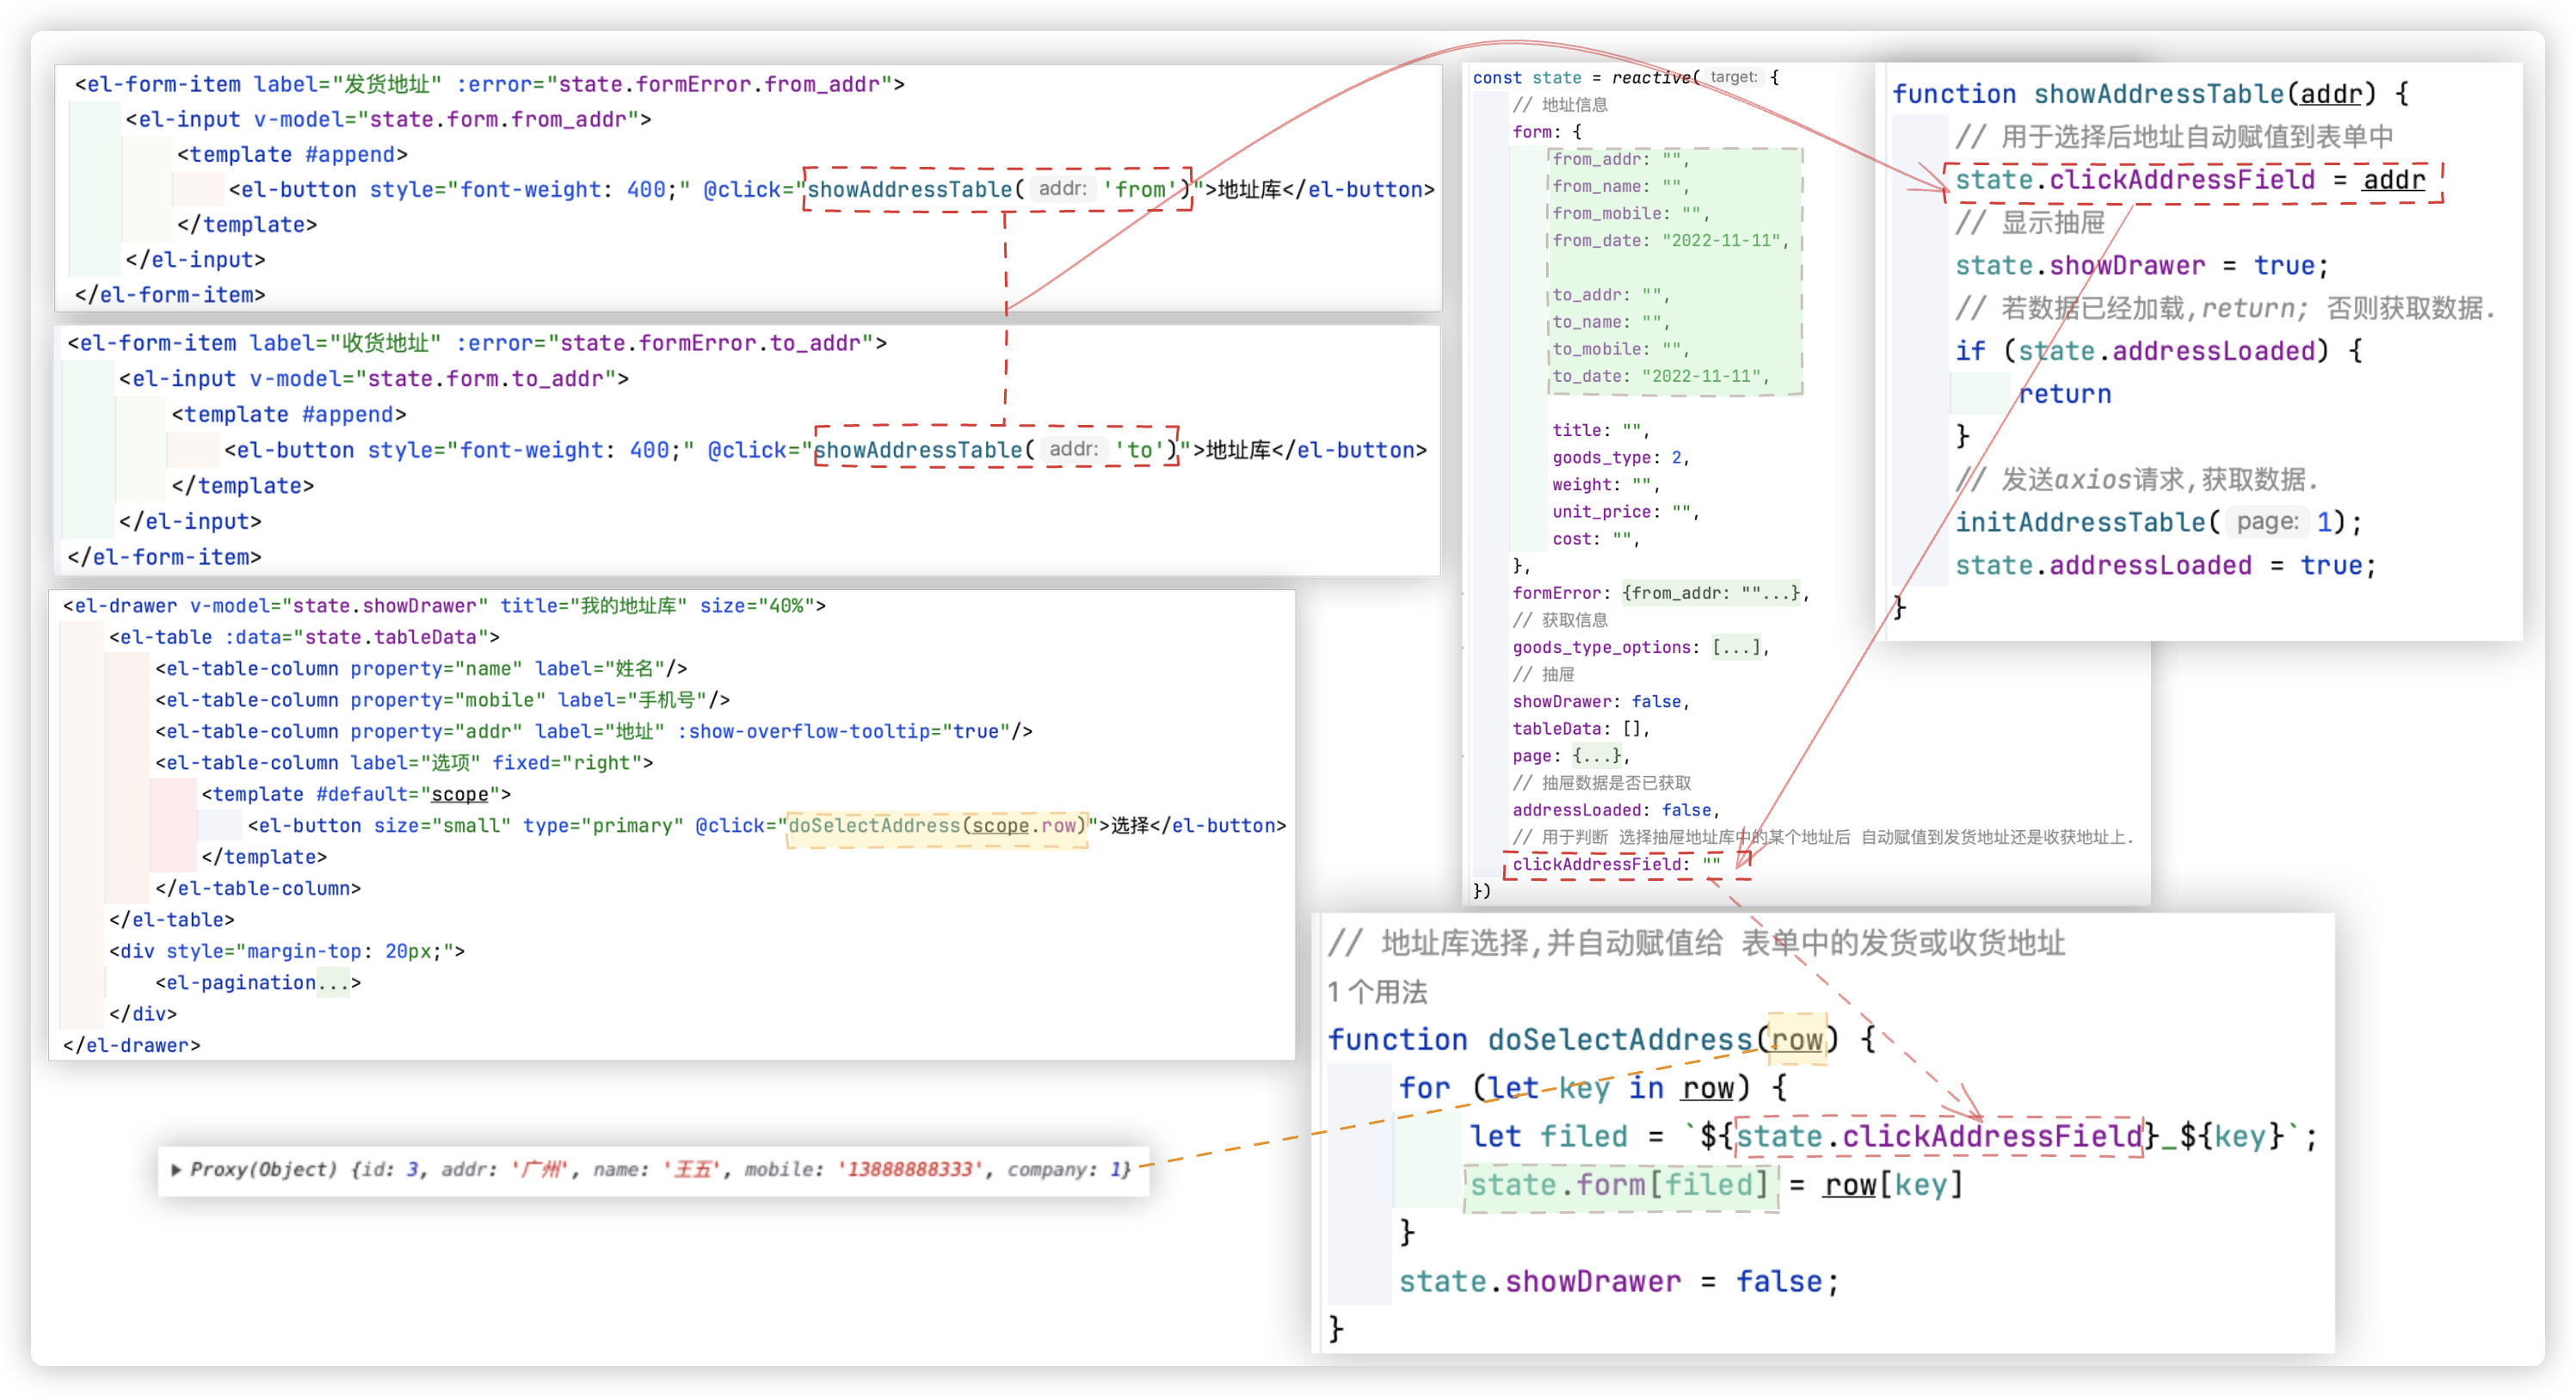 <el-form-item label="发货地址" :error="state.formError.from_addr">
<el-input v-model="state.form.from_addr">
<template #append>
<el-button style="font-weight: 400;" @click="showAddressTable( addr: 'from')">地址库</el-button>
</template>
</el-input>
</el-form-item>
<el-form-item label="收货地址" :error="state.formError.to_addr">
<el-input v-model="state.form.to_addr">
<template #append>
<el-button style="font-weight: 400;" @click="showAddressTable( addr: 'to')">地址库</el-button>
</template>
</el-input>
</el-form-item>
<el-drawer v-model="state.showDrawer" title="我的地址库" size="40%">
<el-table :data="state.tableData">
<el-table-column property="name" label="姓名"/>
<el-table-column property="mobile" label="手机号"/>
<el-table-column property="addr" label="地址" :show-overflow-tooltip="true"/>
<el-table-column label="选项" fixed="right">
<template #default="scope">
<el-button size="small" type="primary" @click="doSelectAddress(scope.row)">选择</el-button>
</template>
</el-table-column>
</el-table>
<div style="margin-top: 20px;">
<el-pagination...>
</div>
</el-drawer>
▶ Proxy(Object) {id: 3, addr: '广州', name: '王五', mobile: '13888888333', company: 1}
const state = reactive( target: {
// 地址信息
form: {
from_addr: "",
from_name: "",
from_mobile: "",
from_date: "2022-11-11",
to_addr: "",
to_name: "",
to_mobile: "",
to_date: "2022-11-11",
title: "",
goods_type: 2,
weight: "",
unit_price: "",
cost: "",
},
formError: {from_addr: ""...},
// 获取信息
goods_type_options: [...],
// 抽屉
showDrawer: false,
tableData: [],
page: {...},
// 抽屉数据是否已获取
addressLoaded: false,
// 用于判断 选择抽屉地址库中的某个地址后 自动赋值到发货地址还是收获地址上.
clickAddressField: ""
})
function showAddressTable(addr) {
// 用于选择后地址自动赋值到表单中
state.clickAddressField = addr
// 显示抽屉
state.showDrawer = true;
// 若数据已经加载,return; 否则获取数据.
if (state.addressLoaded) {
return
}
// 发送axios请求,获取数据.
initAddressTable( page: 1);
state.addressLoaded = true;
}
// 地址库选择,并自动赋值给 表单中的发货或收货地址
1 个用法
function doSelectAddress(row) {
for (let key in row) {
let filed = `${state.clickAddressField}_${key}`;
state.form[filed] = row[key]
}
state.showDrawer = false;
}